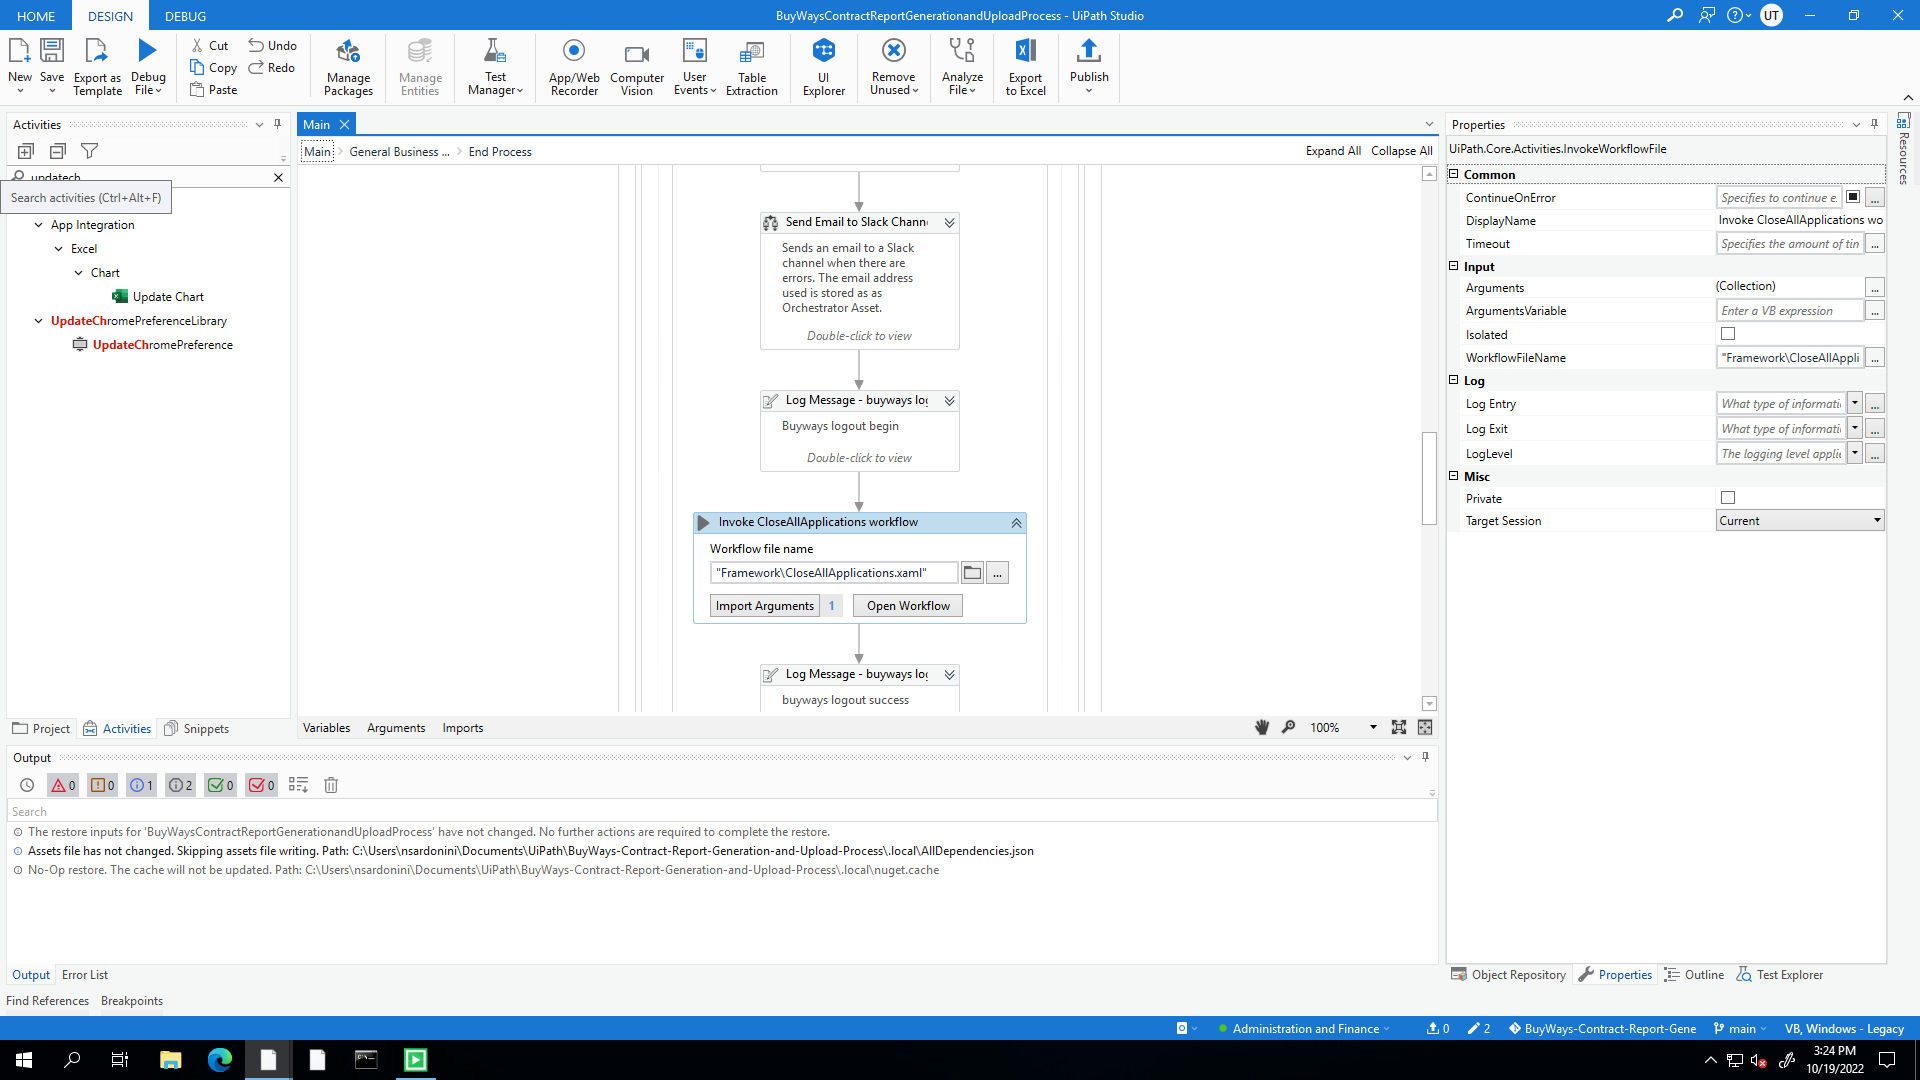 HOME DESIGN DEBUG BuyWaysContractReportGenerationandUploadProcess - UiPath Studio UT
New Save Export as Template Debug File Cut Copy Paste Undo Redo Manage Packages Manage Entities Test Manager App/Web Recorder Computer Vision User Events Table Extraction UI Explorer Remove Unused Analyze File Export to Excel Publish
Activities
updatech
Search activities (Ctrl+Alt+F)
App Integration
Excel
Chart
Update Chart
UpdateChromePreferenceLibrary
UpdateChromePreference
Project Activities Snippets
Main
Main General Business ... End Process Expand All Collapse All
Send Email to Slack Chann
Sends an email to a Slack
channel when there are
errors. The email address
used is stored as as
Orchestrator Asset.
Double-click to view
Log Message - buyways log
Buyways logout begin
Double-click to view
Invoke CloseAllApplications workflow
Workflow file name
"Framework\CloseAllApplications.xaml" ...
Import Arguments 1 Open Workflow
Log Message - buyways log
buyways logout success
Variables Arguments Imports 100%
Properties
UiPath.Core.Activities.InvokeWorkflowFile
Common
ContinueOnError Specifies to continue e. ...
DisplayName Invoke CloseAllApplications wo
Timeout Specifies the amount of tin ...
Input
Arguments (Collection) ...
ArgumentsVariable Enter a VB expression ...
Isolated
WorkflowFileName "Framework\CloseAllAppli ...
Log
Log Entry What type of informati ...
Log Exit What type of informati ...
LogLevel The logging level appli ...
Misc
Private
Target Session Current
Resources
Object Repository Properties Outline Test Explorer
Output
0 0 1 2 0 0
Search
The restore inputs for 'BuyWaysContractReportGenerationandUploadProcess' have not changed. No further actions are required to complete the restore.
Assets file has not changed. Skipping assets file writing. Path: C:\Users\nsardonini\Documents\UiPath\BuyWays-Contract-Report-Generation-and-Upload-Process\.local\AllDependencies.json
No-Op restore. The cache will not be updated. Path: C:\Users\nsardonini\Documents\UiPath\BuyWays-Contract-Report-Generation-and-Upload-Process\.local\nuget.cache
Output Error List
Find References Breakpoints
Administration and Finance 0 2 BuyWays-Contract-Report-Gene main VB, Windows - Legacy
3:24 PM
10/19/2022